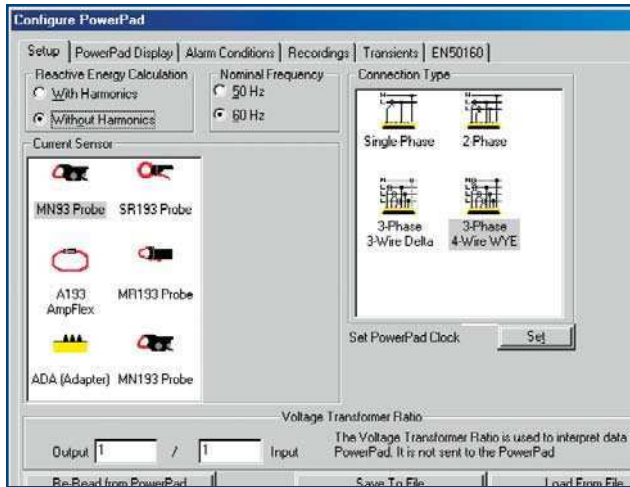 Configure PowerPad
Setup PowerPad Display Alarm Conditions Recordings Transients EN50160
Reactive Energy Calculation
With Harmonics
Without Harmonics
Nominal Frequency
50 Hz
60 Hz
Connection Type
Single Phase
2-Phase
3-Phase
3-Wire Delta
3-Phase
4-Wire WYE
Current Sensor
MN93 Probe
SR193 Probe
A193
AmpFlex
MR193 Probe
ADA (Adapter)
MN193 Probe
Set PowerPad Clock Set
Voltage Transformer Ratio
Output 1 / 1 Input
The Voltage Transformer Ratio is used to interpret data
PowerPad. It is not sent to the PowerPad
Re-Read from PowerPad Save To File Load From File